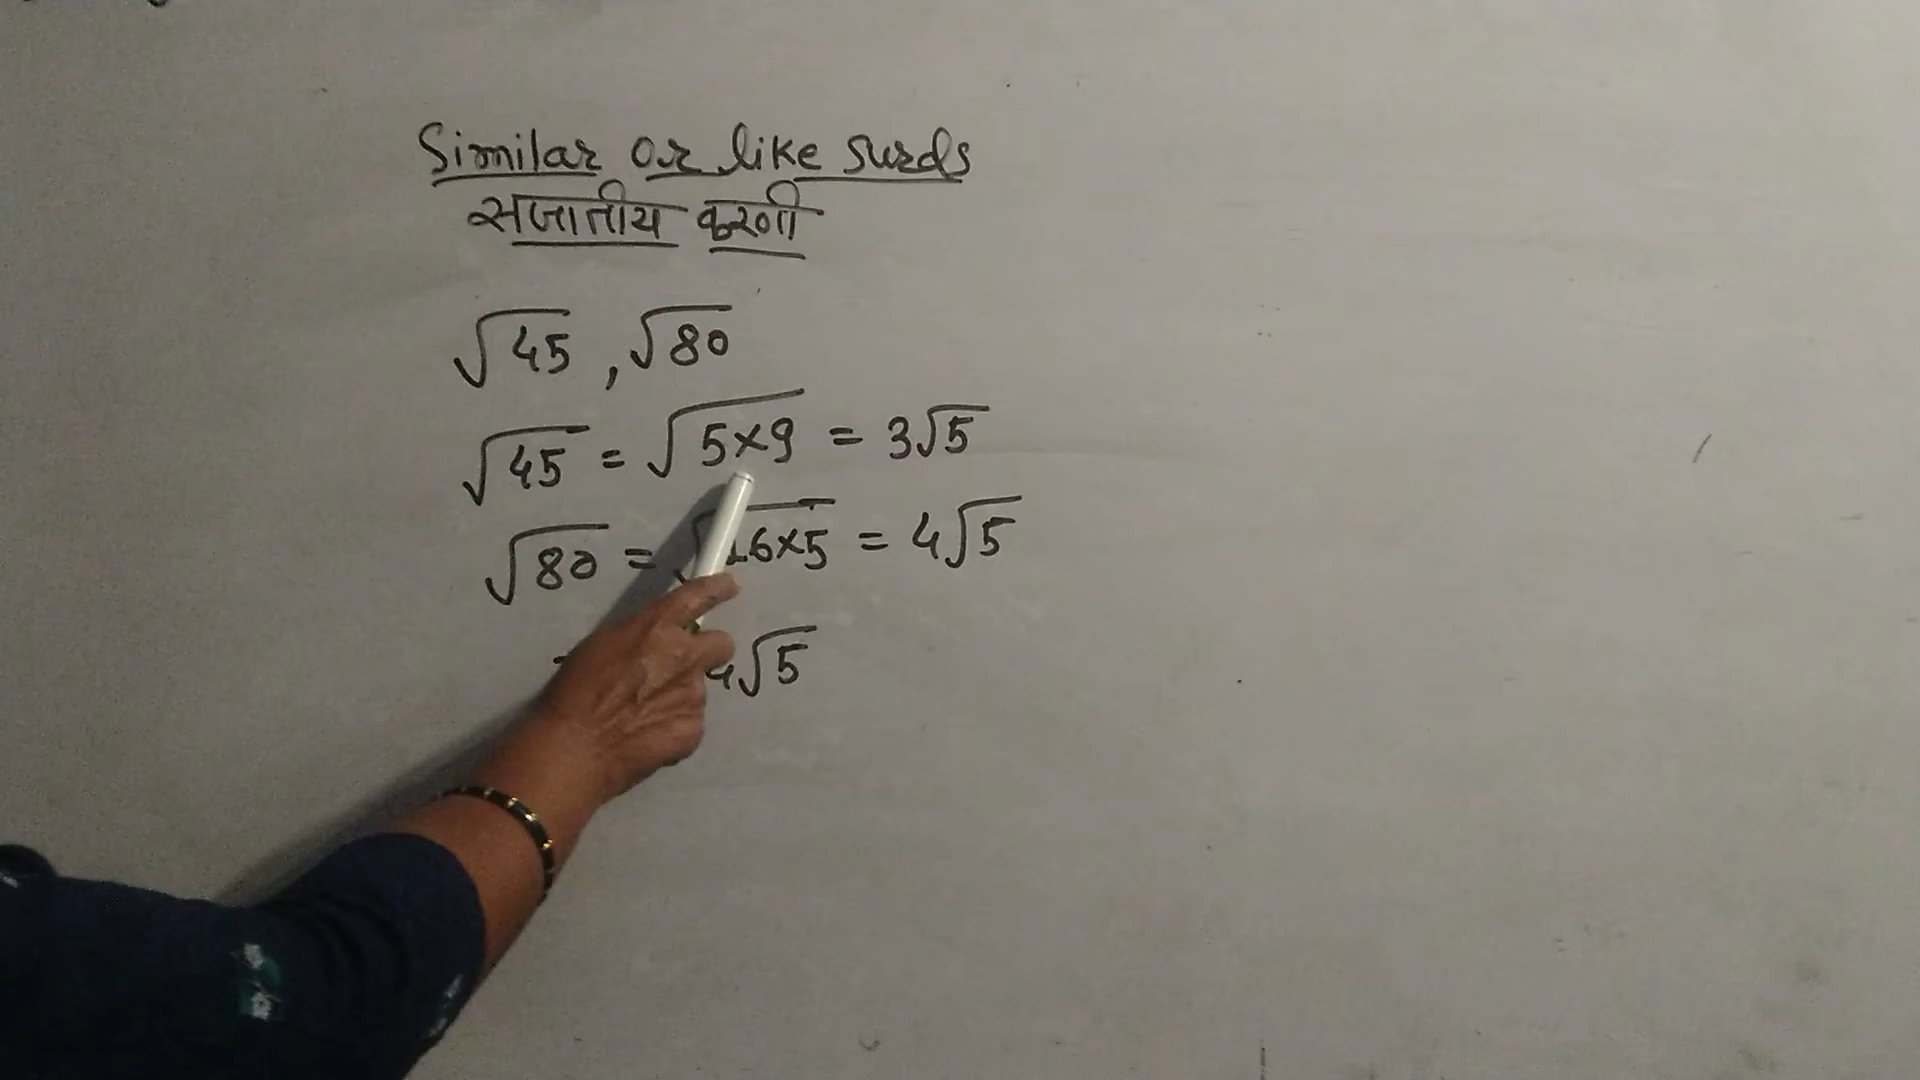 Similar or like surds
सजातीय करणी
√45 , √80
√45 = √5×9 = 3√5
√80 = √16×5 = 4√5
4√5